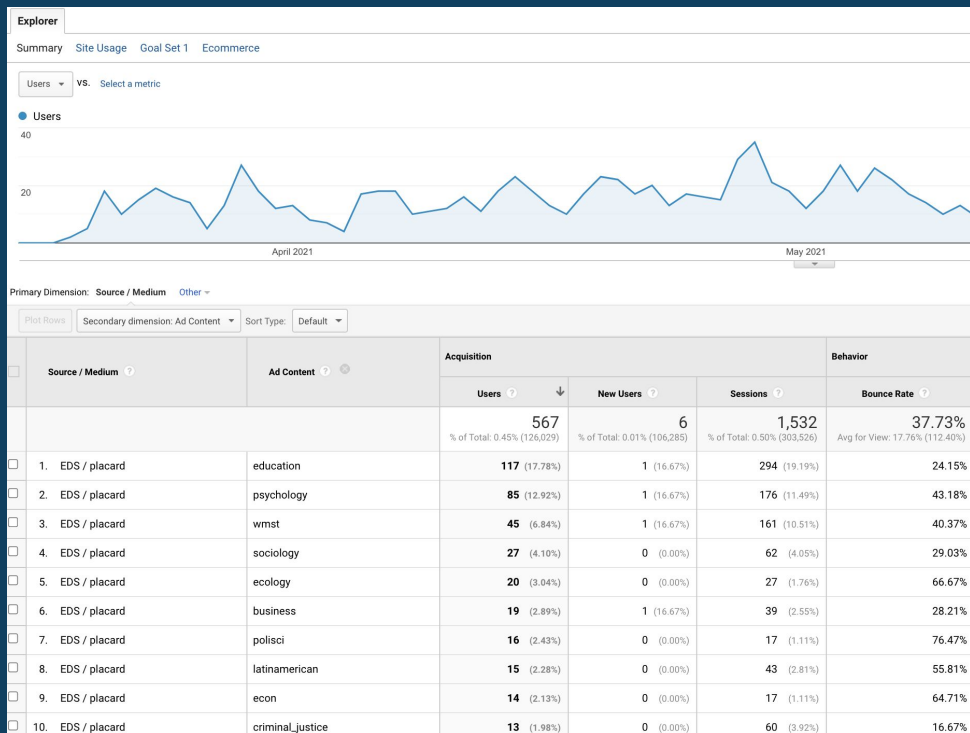 Explorer
Summary Site Usage Goal Set 1 Ecommerce
Users VS. Select a metric
Users
40
20
April 2021 May 2021
Primary Dimension: Source / Medium Other
Plot Rows Secondary dimension: Ad Content Sort Type: Default
Source / Medium ? Ad Content ? Acquisition Behavior
Users ? New Users ? Sessions ? Bounce Rate ?
567 6 1,532 37.73%
% of Total: 0.45% (126,029) % of Total: 0.01% (106,285) % of Total: 0.50% (303,526) Avg for View: 17.76% (112.40%)
1. EDS / placard education 117 (17.78%) 1 (16.67%) 294 (19.19%) 24.15%
2. EDS / placard psychology 85 (12.92%) 1 (16.67%) 176 (11.49%) 43.18%
3. EDS / placard wmst 45 (6.84%) 1 (16.67%) 161 (10.51%) 40.37%
4. EDS / placard sociology 27 (4.10%) 0 (0.00%) 62 (4.05%) 29.03%
5. EDS / placard ecology 20 (3.04%) 0 (0.00%) 27 (1.76%) 66.67%
6. EDS / placard business 19 (2.89%) 1 (16.67%) 39 (2.55%) 28.21%
7. EDS / placard polisci 16 (2.43%) 0 (0.00%) 17 (1.11%) 76.47%
8. EDS / placard latinamerican 15 (2.28%) 0 (0.00%) 43 (2.81%) 55.81%
9. EDS / placard econ 14 (2.13%) 0 (0.00%) 17 (1.11%) 64.71%
10. EDS / placard criminal_justice 13 (1.98%) 0 (0.00%) 60 (3.92%) 16.67%